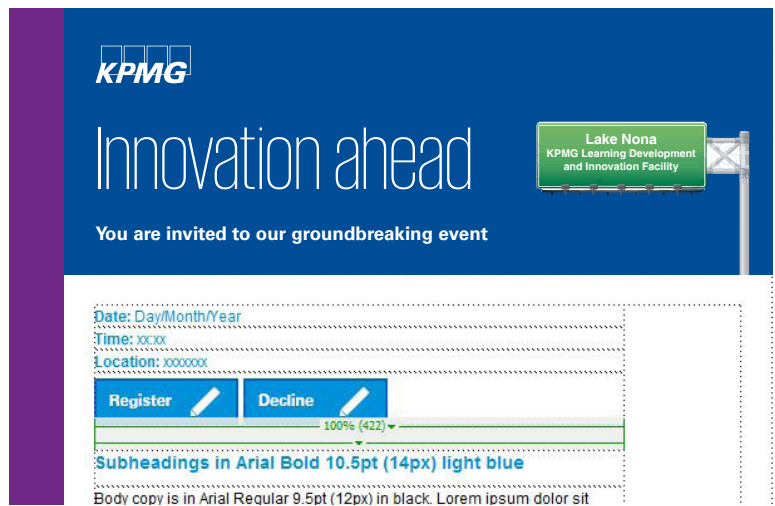 KPMG
Innovation ahead
Lake Nona
KPMG Learning Development
and Innovation Facility
You are invited to our groundbreaking event
Date: Day/Month/Year
Time: xx:xx
Location: xxxxxxx
Register
Decline
100% (422)
Subheadings in Arial Bold 10.5pt (14px) light blue
Body copy is in Arial Regular 9.5pt (12px) in black. Lorem ipsum dolor sit